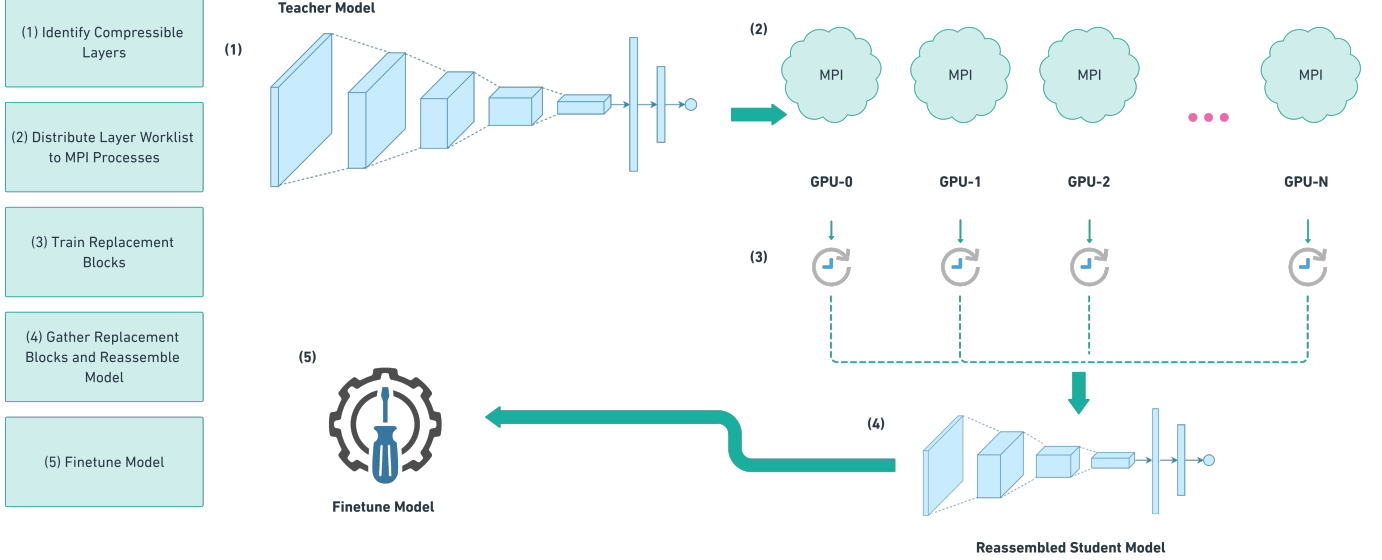 (1) Identify Compressible
Layers
(2) Distribute Layer Worklist
to MPI Processes
(3) Train Replacement
Blocks
(4) Gather Replacement
Blocks and Reassemble
Model
(5) Finetune Model
Teacher Model
(1)
(2)
MPI
MPI
MPI
MPI
GPU-0
GPU-1
GPU-2
GPU-N
(3)
(4)
Reassembled Student Model
(5)
Finetune Model